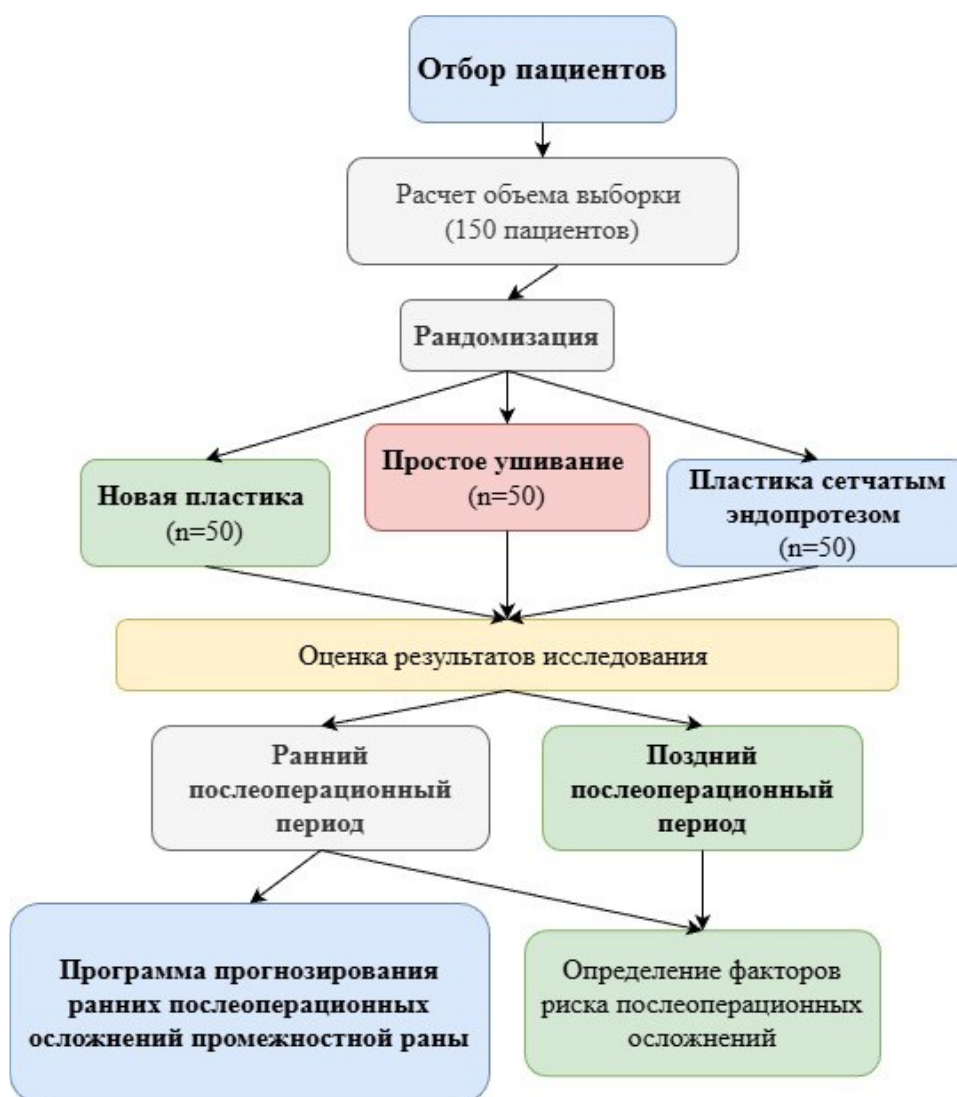 Отбор пациентов
Расчет объема выборки
(150 пациентов)
Рандомизация
Новая пластика
(n=50)
Простое ушивание
(n=50)
Пластика сетчатым
эндопротезом
(n=50)
Оценка результатов исследования
Ранний
послеоперационный
период
Поздний
послеоперационный
период
Программа прогнозирования
ранних послеоперационных
осложнений промежностной раны
Определение факторов
риска послеоперационных
осложнений